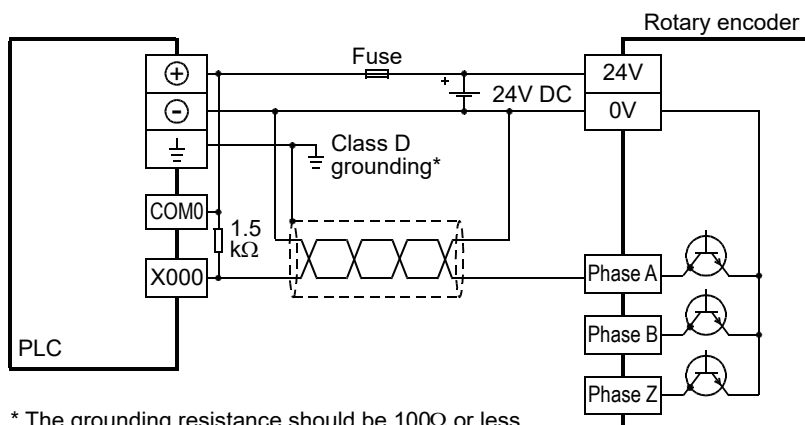 Rotary encoder
Fuse
+
24V DC
24V
0V
+
-
Class D
grounding*
COM0
1.5
kΩ
X000
PLC
Phase A
Phase B
Phase Z
* The grounding resistance should be 100Ω or less.